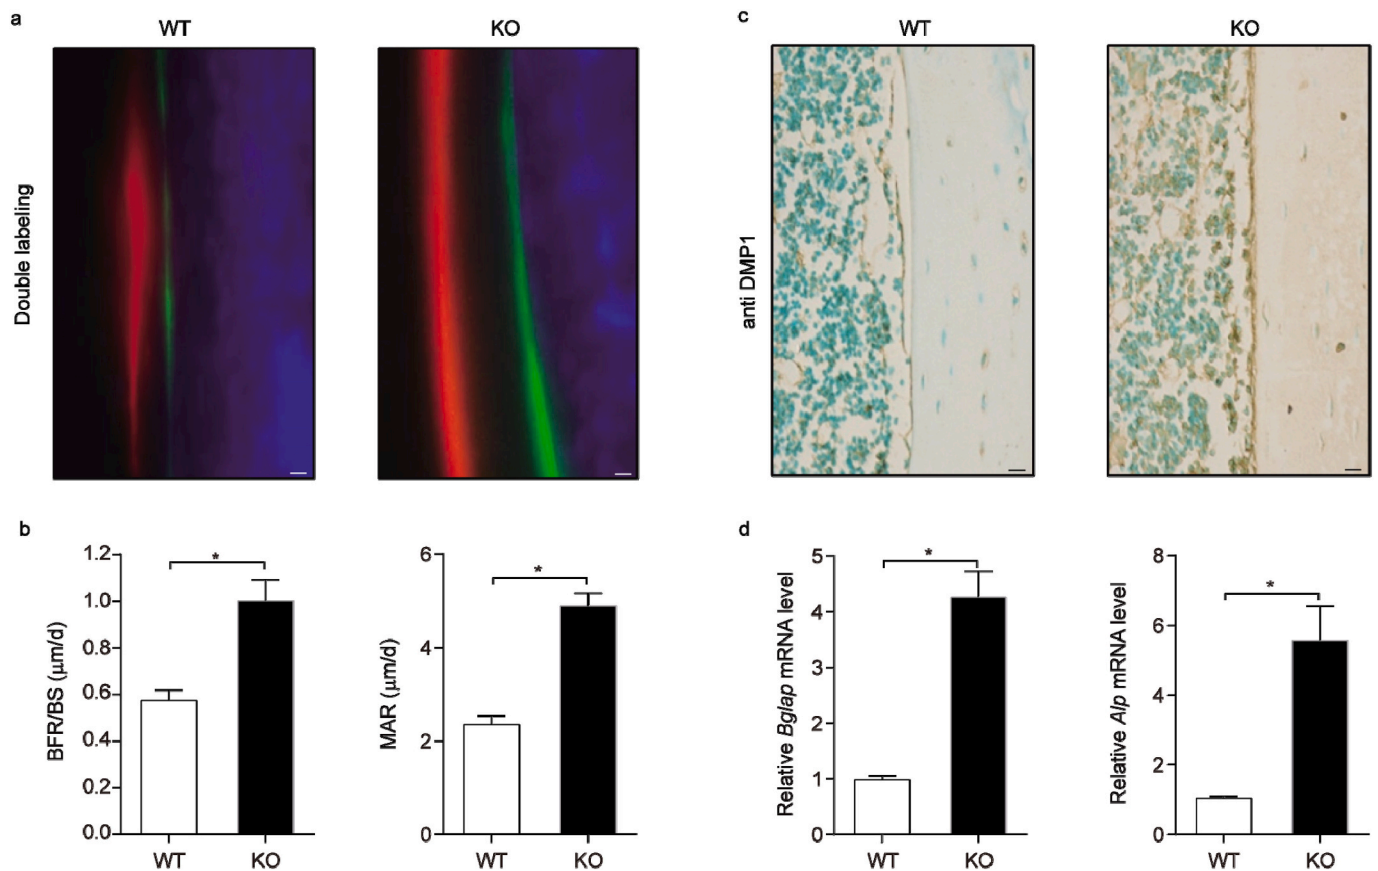 a
WT
KO
Double labeling
c
WT
KO
anti DMP1
b
BFR/BS (μm/d)
1.2
1.0
0.8
0.6
0.4
0.2
0.0
*
WT
KO
MAR (μm/d)
6
4
2
0
*
WT
KO
d
Relative Bglap mRNA level
5
4
3
2
1
0
*
WT
KO
Relative Alp mRNA level
8
6
4
2
0
*
WT
KO